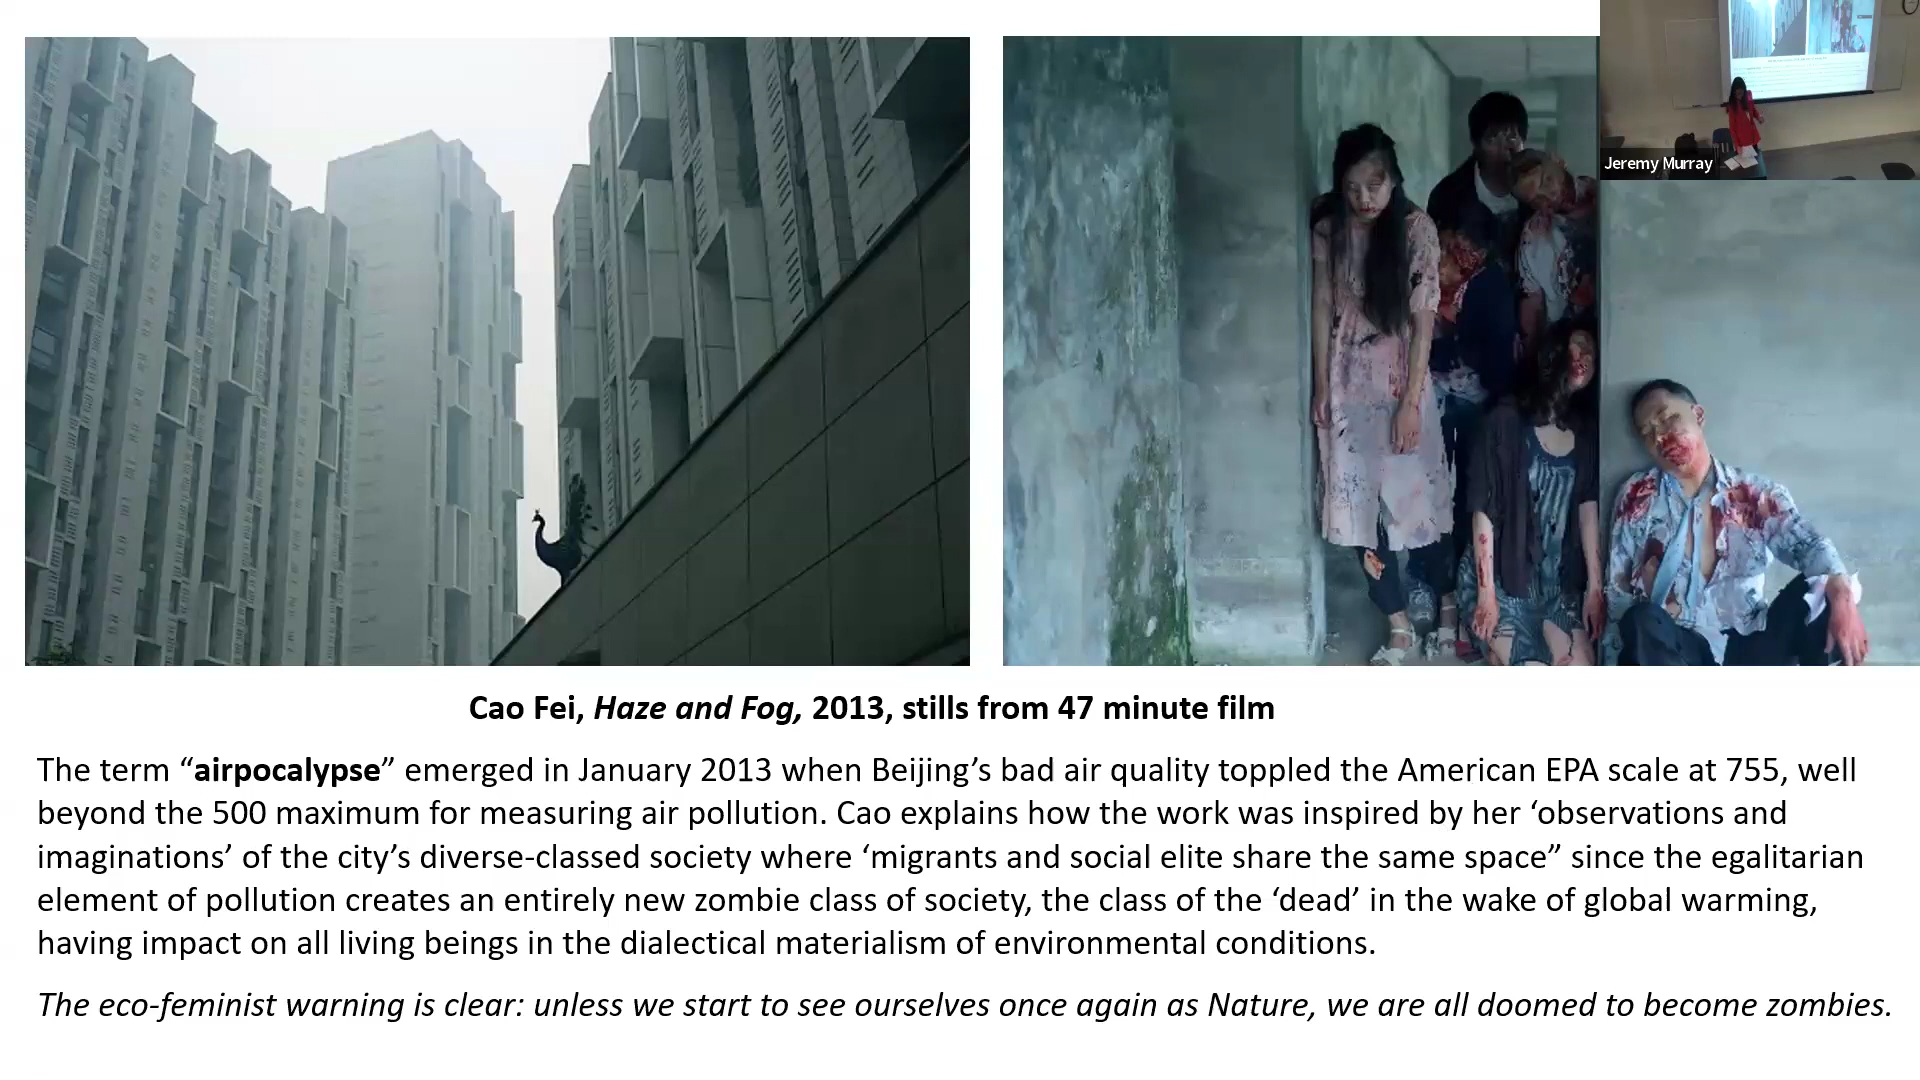 Jeremy Murray
Cao Fei, Haze and Fog, 2013, stills from 47 minute film
The term “airpocalypse” emerged in January 2013 when Beijing’s bad air quality toppled the American EPA scale at 755, well
beyond the 500 maximum for measuring air pollution. Cao explains how the work was inspired by her ‘observations and
imaginations’ of the city’s diverse-classed society where ‘migrants and social elite share the same space” since the egalitarian
element of pollution creates an entirely new zombie class of society, the class of the ‘dead’ in the wake of global warming,
having impact on all living beings in the dialectical materialism of environmental conditions.
The eco-feminist warning is clear: unless we start to see ourselves once again as Nature, we are all doomed to become zombies.